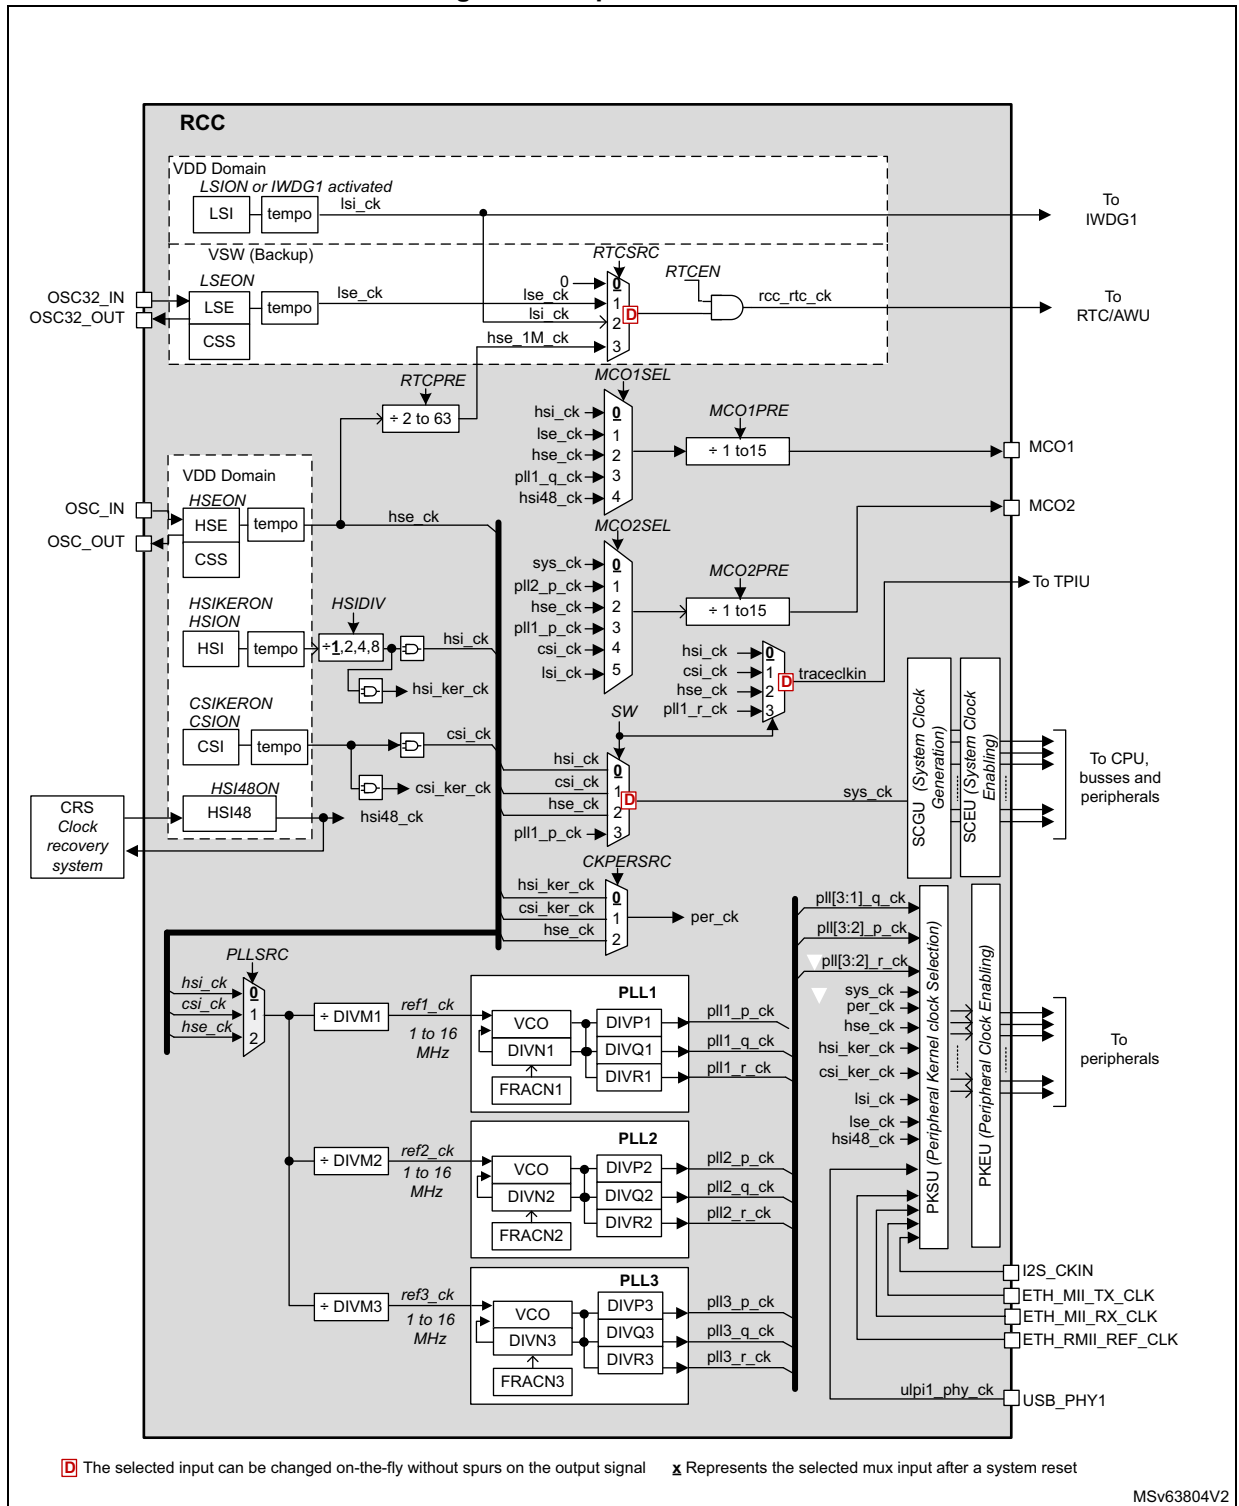 RCC
VDD Domain
LSION or IWDG1 activated
LSI
tempo
lsi_ck
To
IWDG1
VSW (Backup)
LSEON
OSC32_IN
OSC32_OUT
LSE
tempo
CSS
lse_ck
RTCSRC
0
lse_ck
lsi_ck
hse_1M_ck
0
1
2
3
D
RTCEN
rcc_rtc_ck
To
RTC/AWU
RTCPRE
÷ 2 to 63
MCO1SEL
hsi_ck
lse_ck
hse_ck
pll1_q_ck
hsi48_ck
0
1
2
3
4
MCO1PRE
÷ 1 to15
MCO1
VDD Domain
HSEON
OSC_IN
OSC_OUT
HSE
tempo
CSS
hse_ck
MCO2SEL
sys_ck
pll2_p_ck
hse_ck
pll1_p_ck
csi_ck
lsi_ck
0
1
2
3
4
5
MCO2PRE
÷ 1 to15
MCO2
To TPIU
HSIKERON
HSION
HSI
tempo
HSIDIV
÷1,2,4,8
hsi_ck
hsi_ker_ck
hsi_ck
csi_ck
hse_ck
pll1_r_ck
0
1
2
3
D
traceclkin
CSIKERON
CSION
CSI
tempo
csi_ck
csi_ker_ck
SW
hsi_ck
csi_ck
hse_ck
pll1_p_ck
0
1
2
3
D
sys_ck
SCGU (System Clock Generation)
SCEU (System Clock Enabling)
To CPU,
busses and
peripherals
HSI48ON
HSI48
hsi48_ck
CRS
Clock
recovery
system
CKPERSRC
hsi_ker_ck
csi_ker_ck
hse_ck
0
1
2
per_ck
PLLSRC
hsi_ck
csi_ck
hse_ck
0
1
2
÷ DIVM1
ref1_ck
1 to 16
MHz
PLL1
VCO
DIVN1
FRACN1
DIVP1
DIVQ1
DIVR1
pll1_p_ck
pll1_q_ck
pll1_r_ck
÷ DIVM2
ref2_ck
1 to 16
MHz
PLL2
VCO
DIVN2
FRACN2
DIVP2
DIVQ2
DIVR2
pll2_p_ck
pll2_q_ck
pll2_r_ck
÷ DIVM3
ref3_ck
1 to 16
MHz
PLL3
VCO
DIVN3
FRACN3
DIVP3
DIVQ3
DIVR3
pll3_p_ck
pll3_q_ck
pll3_r_ck
pll[3:1]_q_ck
pll[3:2]_p_ck
pll[3:2]_r_ck
sys_ck
per_ck
hse_ck
hsi_ker_ck
csi_ker_ck
lsi_ck
lse_ck
hsi48_ck
PKSU (Peripheral Kernel clock Selection)
PKEU (Peripheral Clock Enabling)
To
peripherals
I2S_CKIN
ETH_MII_TX_CLK
ETH_MII_RX_CLK
ETH_RMII_REF_CLK
ulpi1_phy_ck
USB_PHY1
D The selected input can be changed on-the-fly without spurs on the output signal
x Represents the selected mux input after a system reset
MSv63804V2